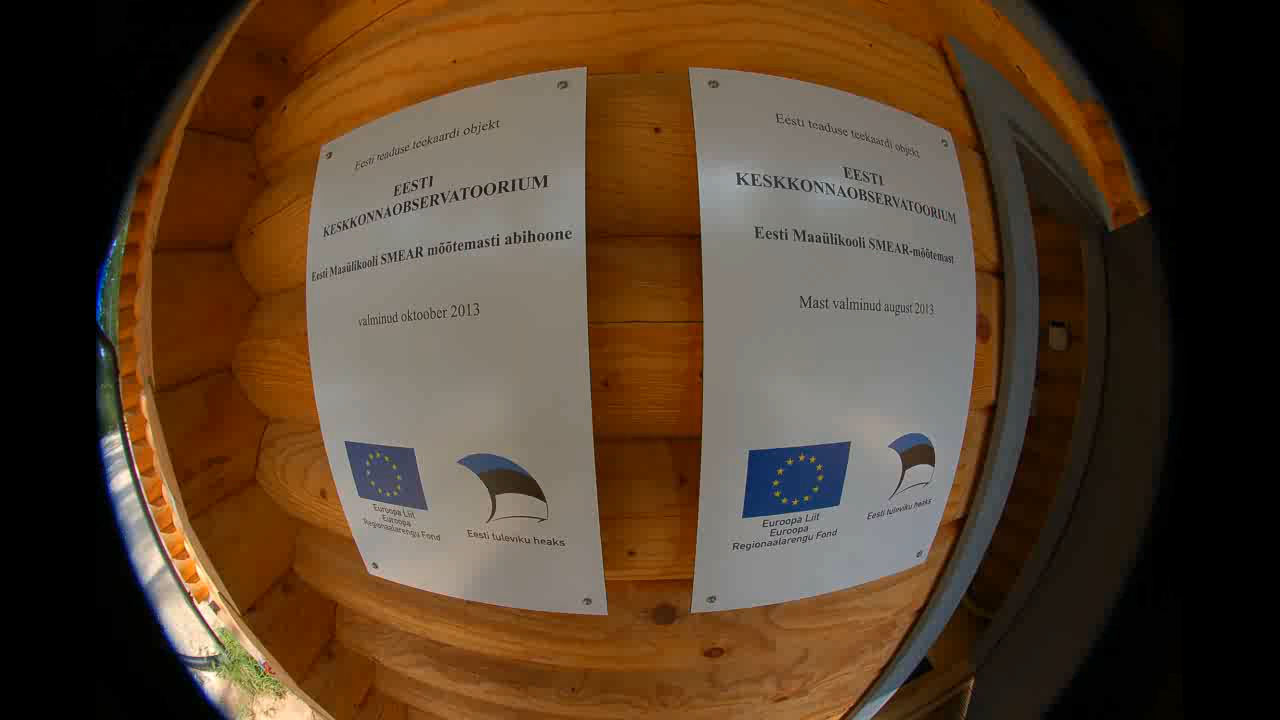 Eesti teaduse teekaardi objekt
EESTI
KESKKONNAOBSERVATOORIUM
Eesti Maaülikooli SMEAR mõõtemasti abihoone
valminud oktoober 2013
Euroopa Liit
Euroopa
Regionaalarengu Fond
Eesti tuleviku heaks
Eesti teaduse teekaardi objekt
EESTI
KESKKONNAOBSERVATOORIUM
Eesti Maaülikooli SMEAR-mõõtemast
Mast valminud august 2013
Euroopa Liit
Euroopa
Regionaalarengu Fond
Eesti tuleviku heaks